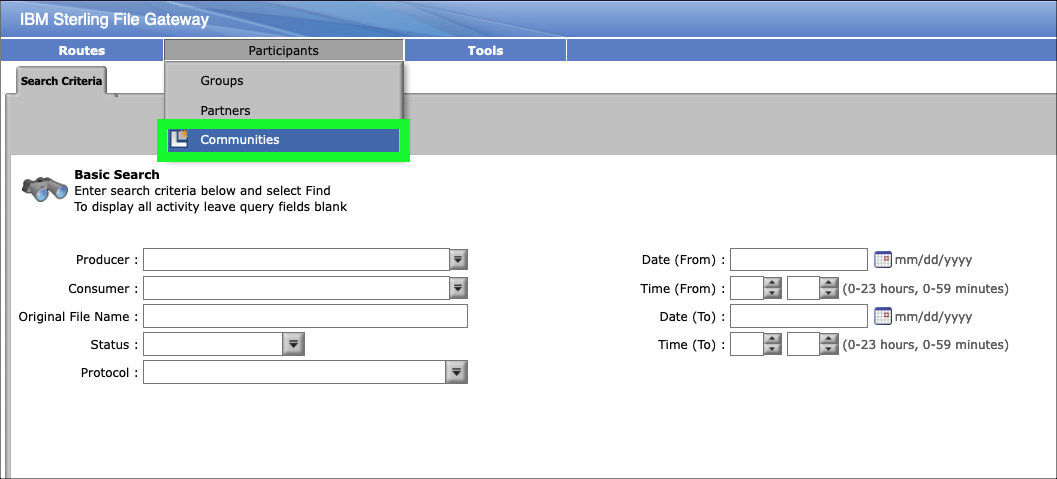 IBM Sterling File Gateway
Routes
Participants
Tools
Groups
Search Criteria
Partners
Communities
Basic Search
Enter search criteria below and select Find
To display all activity leave query fields blank
Producer :
Date (From) :
mm/dd/yyyy
Consumer :
Time (From) :
(0-23 hours, 0-59 minutes)
Original File Name :
Date (To) :
mm/dd/yyyy
Status :
Time (To) :
(0-23 hours, 0-59 minutes)
Protocol :